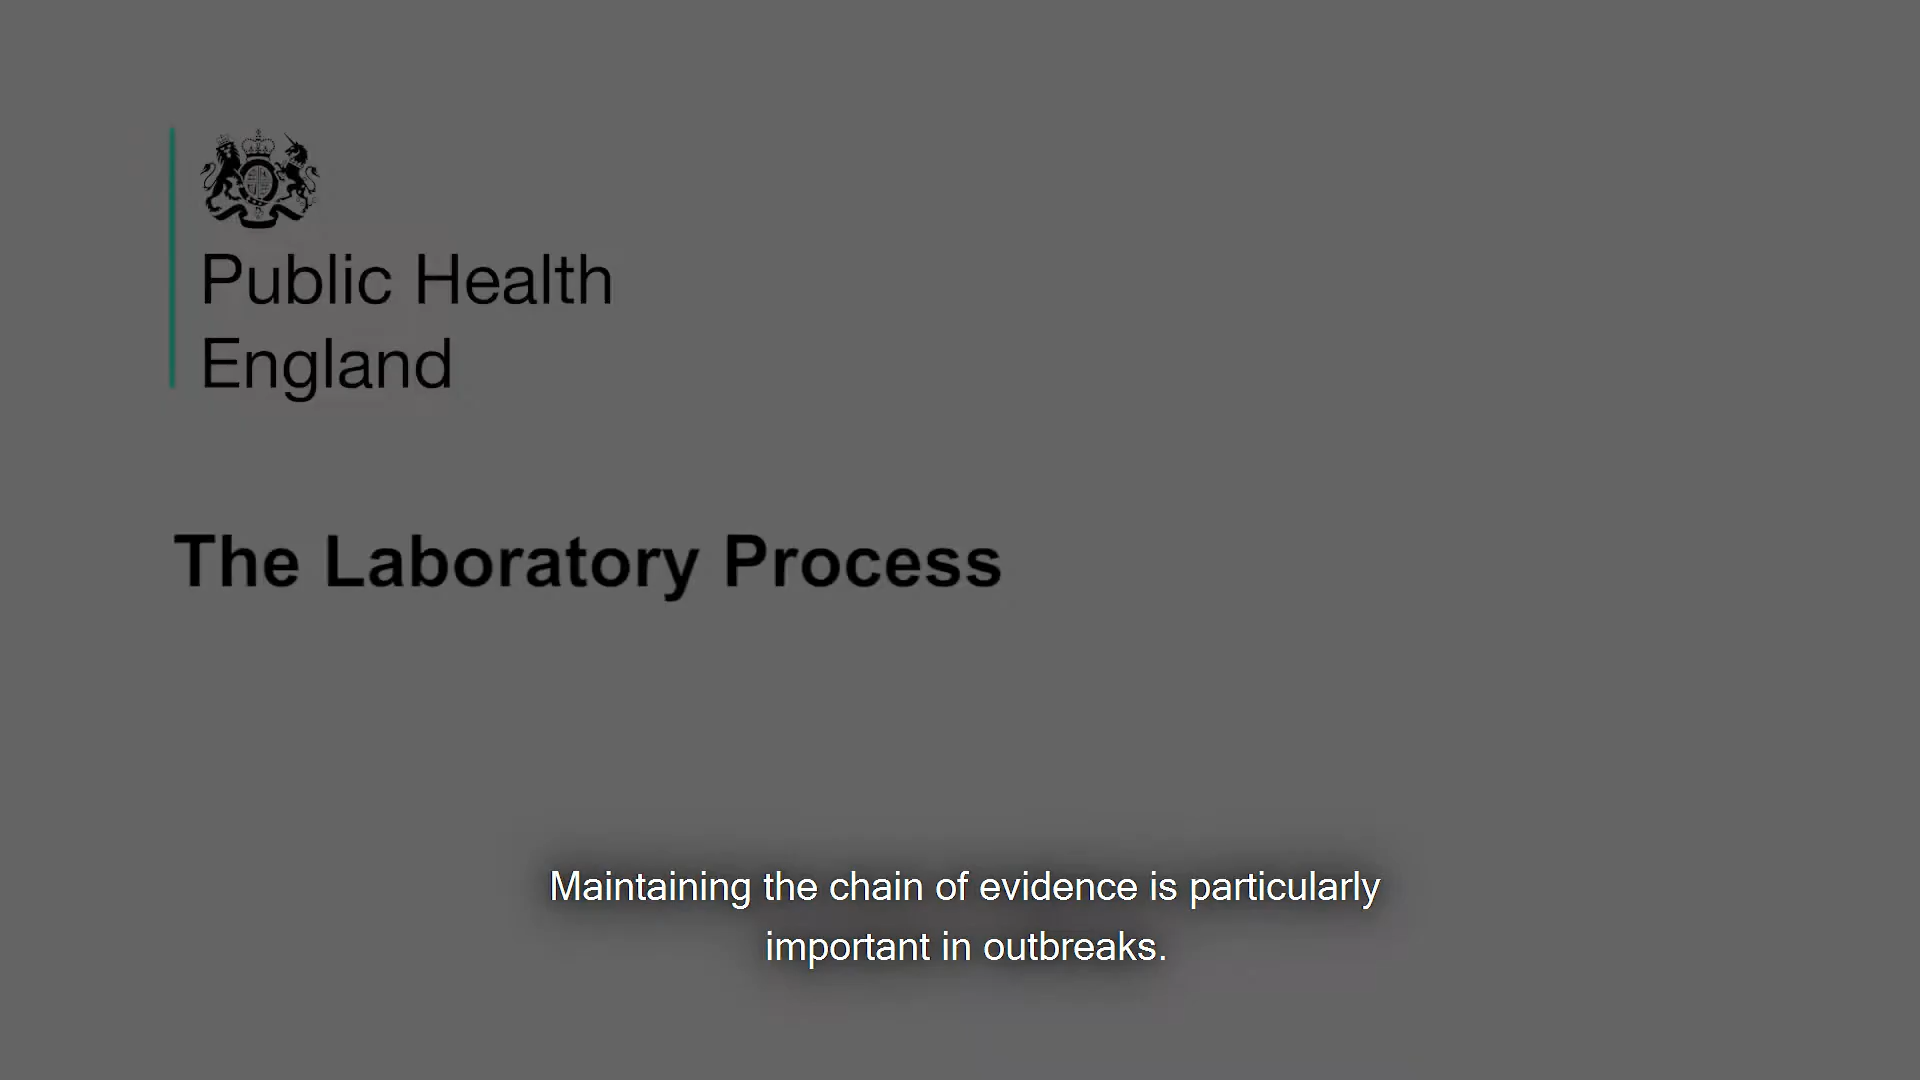 Public Health
England
The Laboratory Process
Maintaining the chain of evidence is particularly
important in outbreaks.